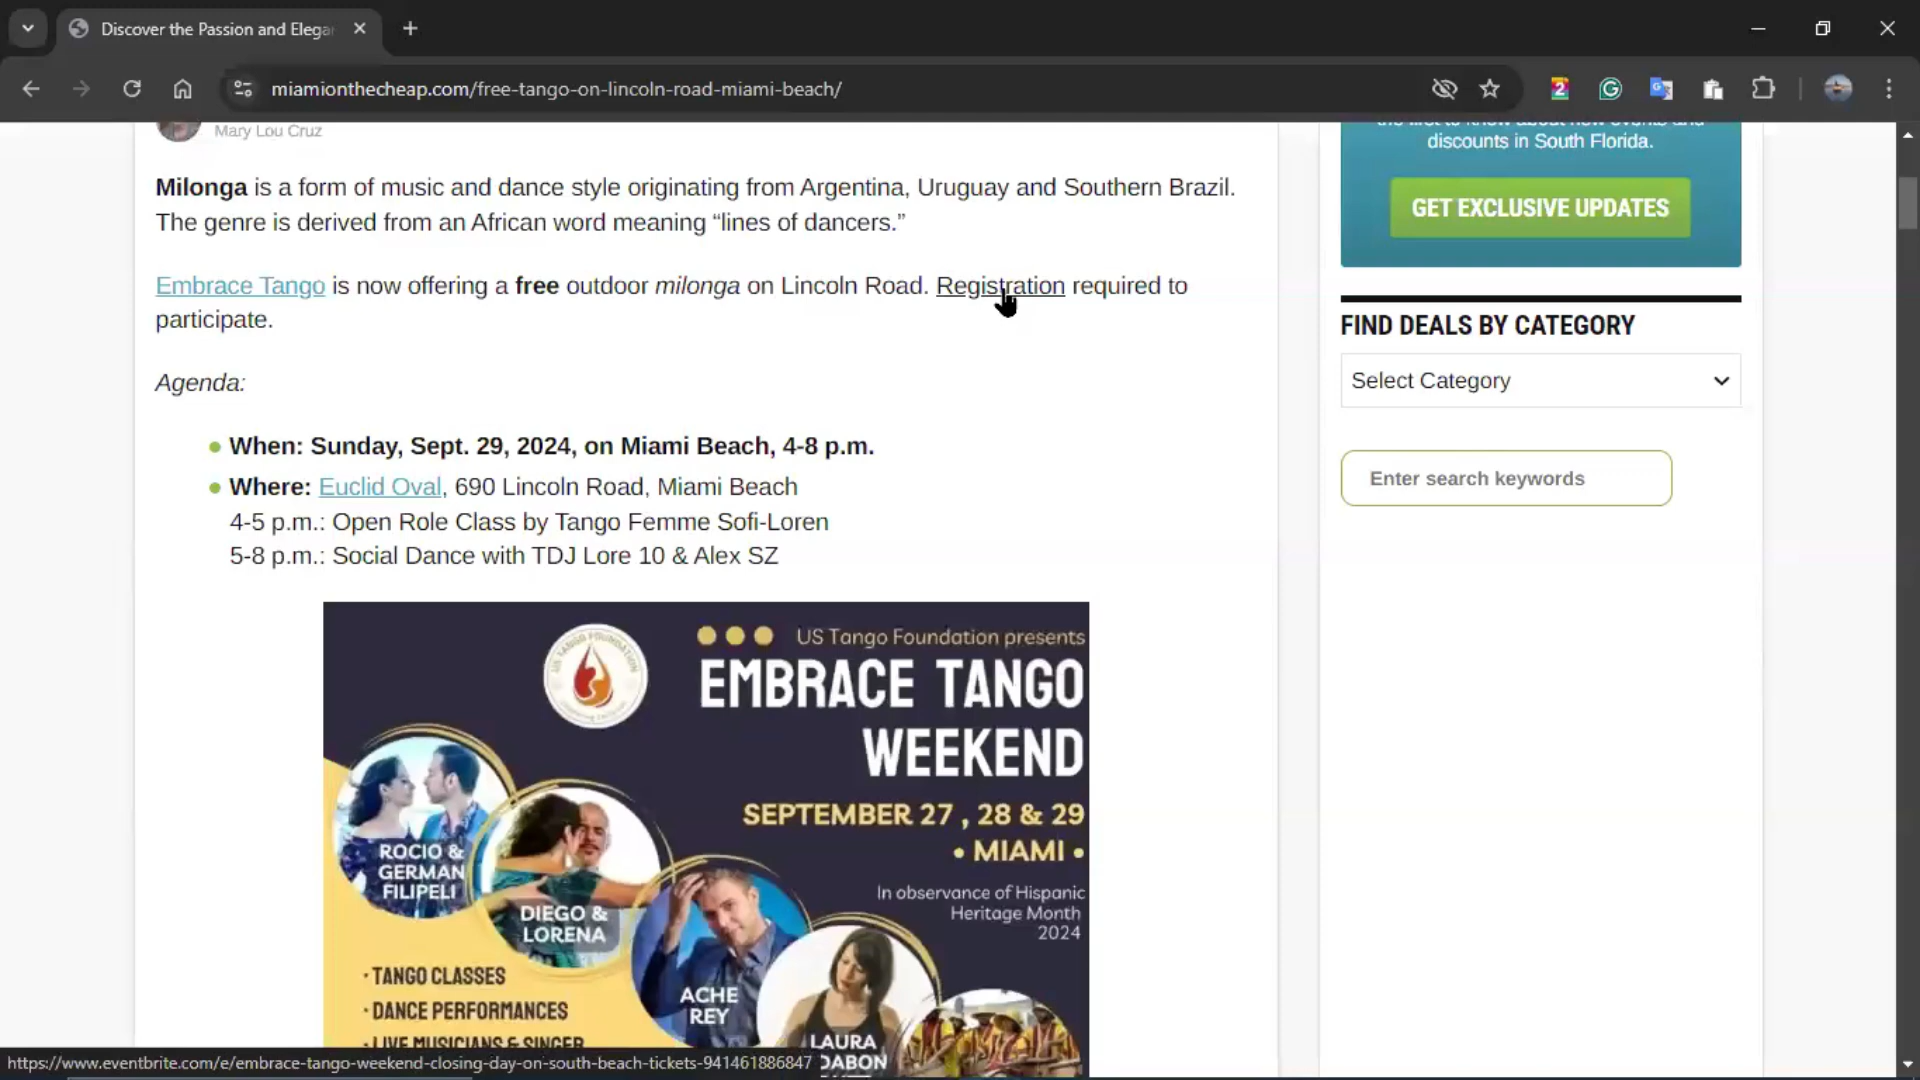 Discover the Passion and Elega
miamionthecheap.com/free-tango-on-lincoln-road-miami-beach/
Mary Lou Cruz
Milonga is a form of music and dance style originating from Argentina, Uruguay and Southern Brazil.
The genre is derived from an African word meaning “lines of dancers.”
Embrace Tango is now offering a free outdoor milonga on Lincoln Road. Registration required to
participate.
Agenda:
When: Sunday, Sept. 29, 2024, on Miami Beach, 4-8 p.m.
Where: Euclid Oval, 690 Lincoln Road, Miami Beach
4-5 p.m.: Open Role Class by Tango Femme Sofi-Loren
5-8 p.m.: Social Dance with TDJ Lore 10 & Alex SZ
US Tango Foundation presents
EMBRACE TANGO
WEEKEND
SEPTEMBER 27 , 28 & 29
• MIAMI •
In observance of Hispanic
Heritage Month
2024
ROCIO &
GERMAN
FILIPELI
DIEGO &
LORENA
ACHE
REY
LAURA
· TANGO CLASSES
· DANCE PERFORMANCES
· LIVE MUSICIANS & SINGER
https://www.eventbrite.com/e/embrace-tango-weekend-closing-day-on-south-beach-tickets-941461886847
discounts in South Florida.
GET EXCLUSIVE UPDATES
FIND DEALS BY CATEGORY
Select Category
Enter search keywords